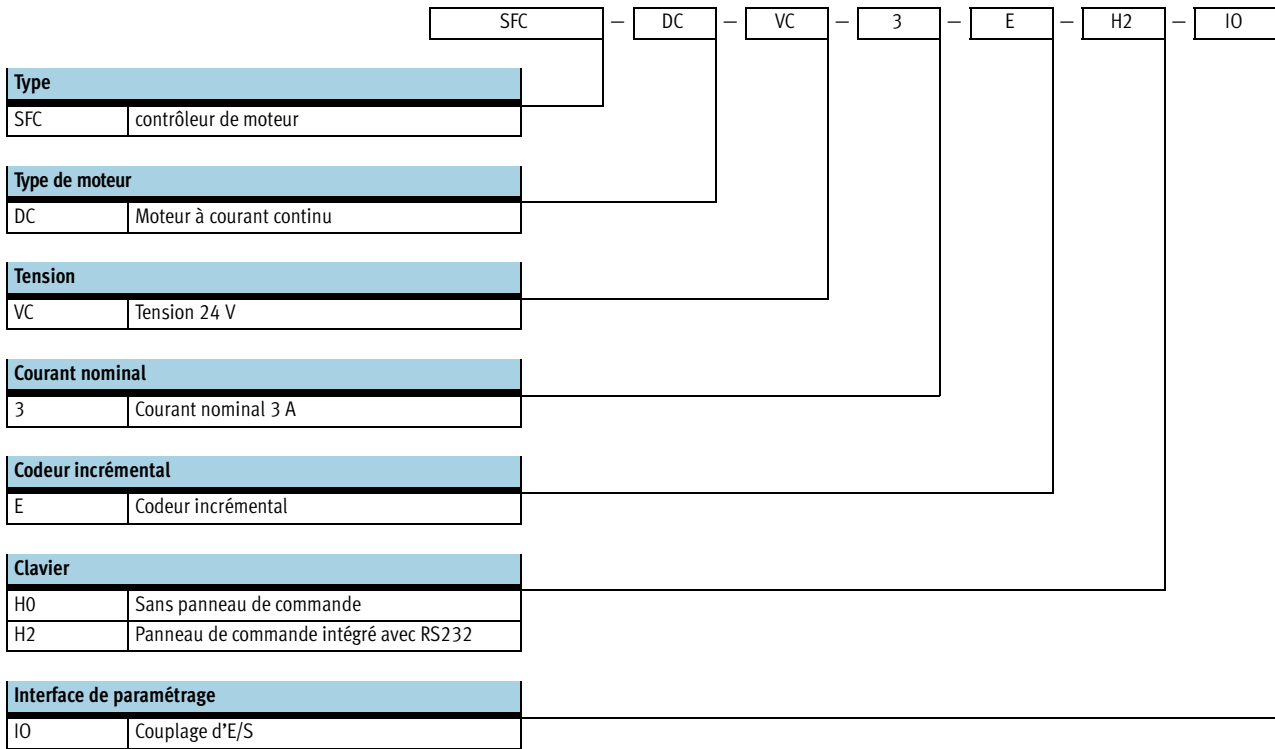 SFC – DC – VC – 3 – E – H2 – IO
Type
SFC contrôleur de moteur
Type de moteur
DC Moteur à courant continu
Tension
VC Tension 24 V
Courant nominal
3 Courant nominal 3 A
Codeur incrémental
E Codeur incrémental
Clavier
H0 Sans panneau de commande
H2 Panneau de commande intégré avec RS232
Interface de paramétrage
IO Couplage d’E/S